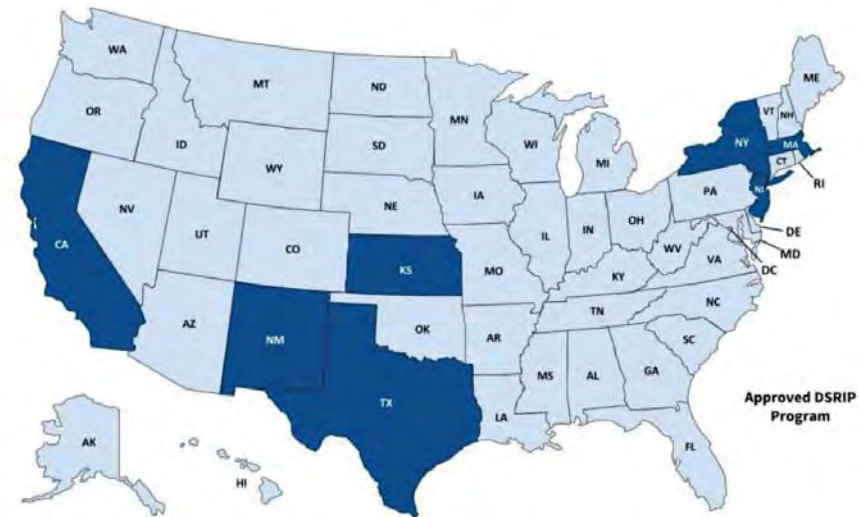 WA
MT
ND
MN
ME
VT
NH
OR
ID
SD
WI
NY
MA
WY
MI
CT
RI
NJ
IA
PA
NE
NV
OH
DE
UT
IL
IN
CA
CO
WV
MD
KS
MO
VA
DC
KY
NC
TN
AZ
OK
NM
AR
SC
MS
AL
GA
TX
LA
Approved DSRIP
Program
AK
FL
HI